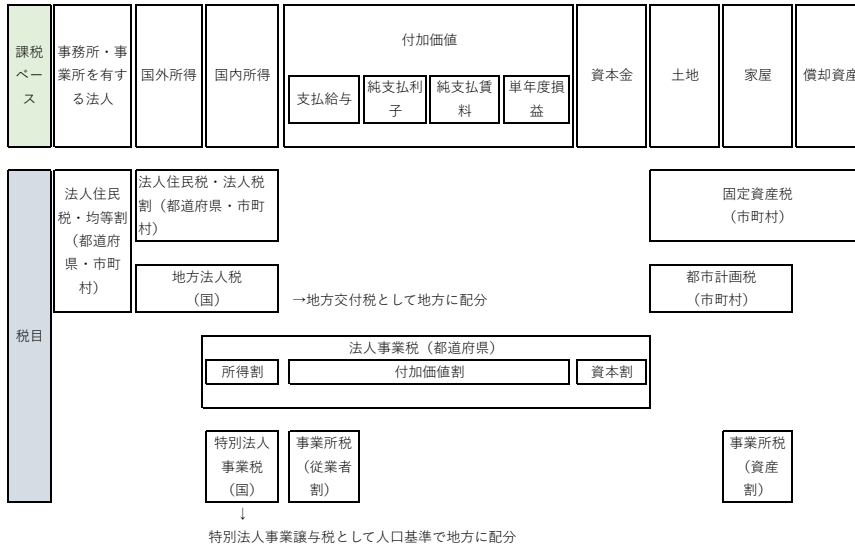 課税
ベー
ス
事務所・事
業所を有す
る法人
国外所得
国内所得
付加価値
支払給与
純支払利
子
純支払賃
料
単年度損
益
資本金
土地
家屋
償却資産
税目
法人住民
税・均等割
（都道府
県・市町
村）
法人住民税・法人税
割（都道府県・市町
村）
固定資産税
（市町村）
地方法人税
（国）
→地方交付税として地方に配分
都市計画税
（市町村）
法人事業税（都道府県）
所得割
付加価値割
資本割
特別法人
事業税
（国）
事業所税
（従業者
割）
事業所税
（資産
割）
↓
特別法人事業譲与税として人口基準で地方に配分